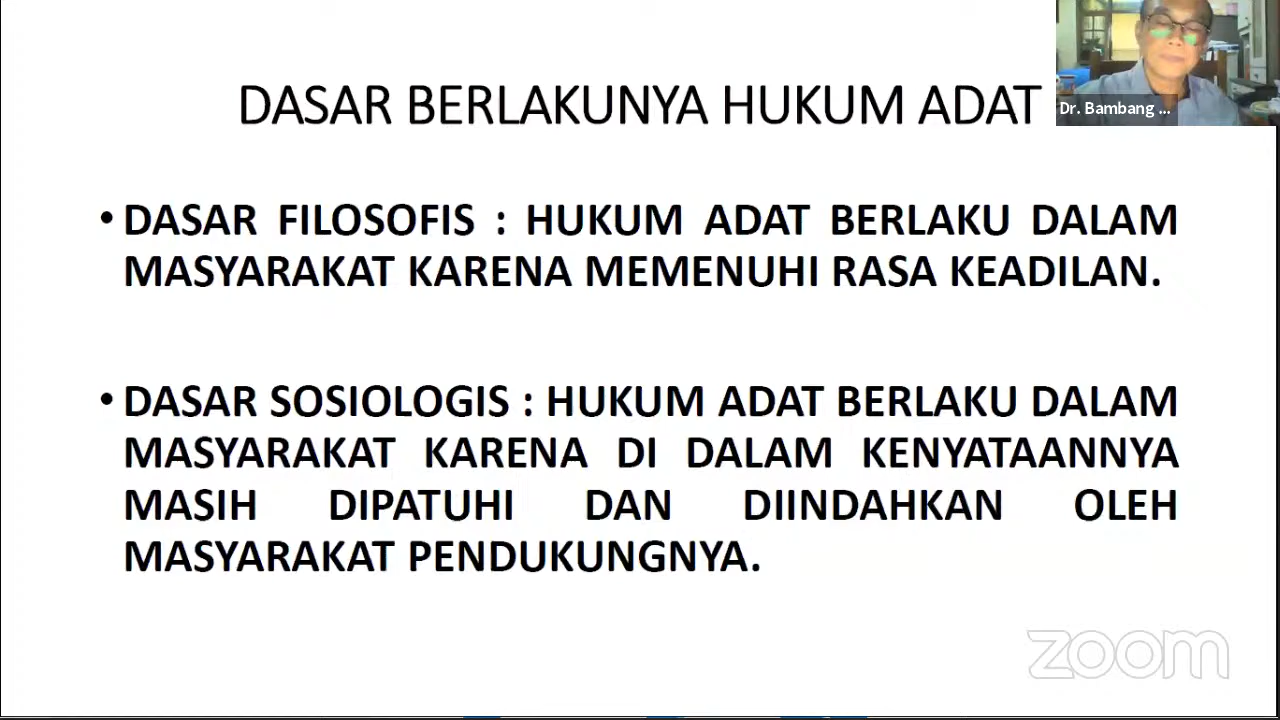 DASAR BERLAKUNYA HUKUM ADAT
Dr. Bambang ...
• DASAR FILOSOFIS : HUKUM ADAT BERLAKU DALAM
MASYARAKAT KARENA MEMENUHI RASA KEADILAN.
• DASAR SOSIOLOGIS : HUKUM ADAT BERLAKU DALAM
MASYARAKAT KARENA DI DALAM KENYATAANNYA
MASIH DIPATUHI DAN DIINDAHKAN OLEH
MASYARAKAT PENDUKUNGNYA.
zoom